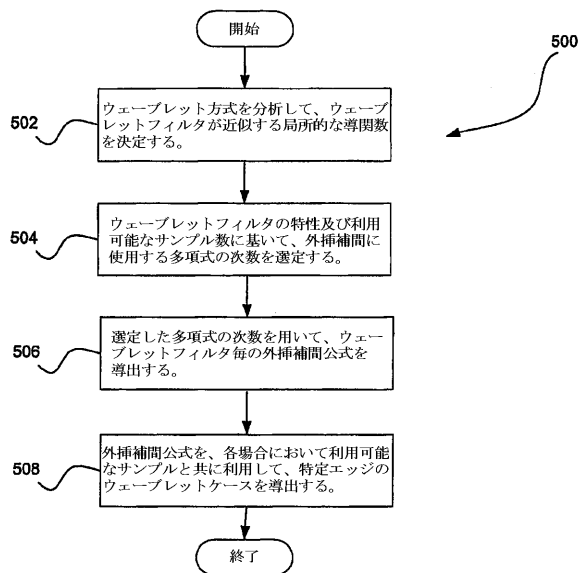 開始
500
502
ウェーブレット方式を分析して、ウェーブ
レットフィルタが近似する局所的な導関数
を決定する。
504
ウェーブレットフィルタの特性及び利用
可能なサンプル数に基いて、外挿補間に
使用する多項式の次数を選定する。
506
選定した多項式の次数を用いて、ウェー
ブレットフィルタ毎の外挿補間公式を
導出する。
508
外挿補間公式を、各場合において利用可能
なサンプルと共に利用して、特定エッジの
ウェーブレットケースを導出する。
終了